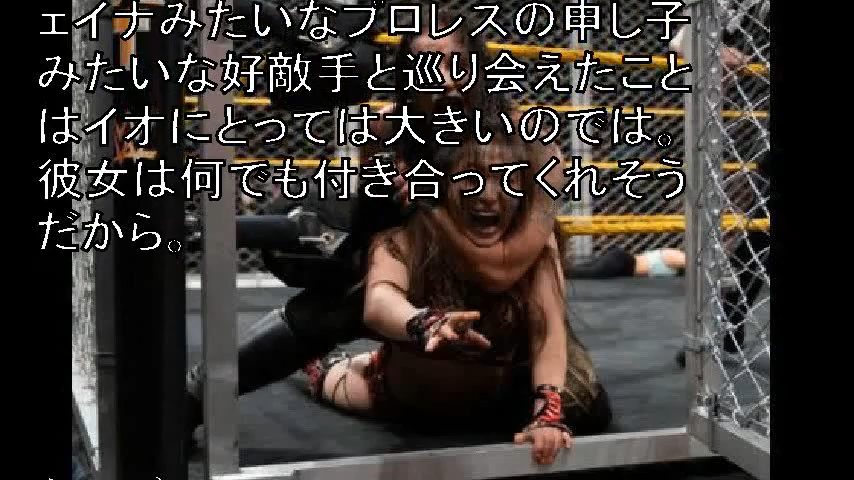 ェイナみたいなプロレスの申し子
みたいな好敵手と巡り会えたこと
はイオにとっては大きいのでは。
彼女は何でも付き合ってくれそう
だから。